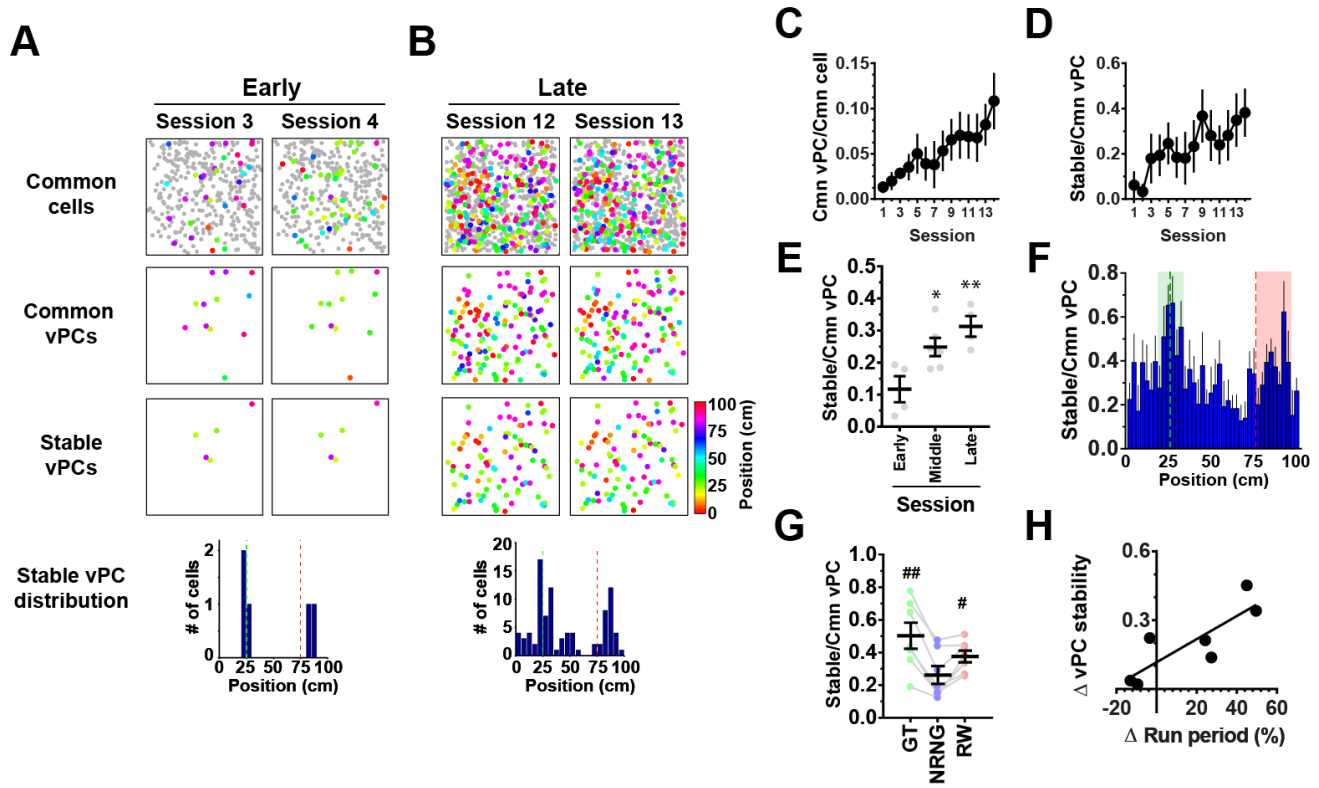 A
Early
Session 3
Session 4
Common
cells
Common
vPCs
Stable
vPCs
Stable vPC
distribution
# of cells
2
1
0
0
25
50
75
100
Position (cm)
B
Late
Session 12
Session 13
100
75
50
25
0
Position (cm)
# of cells
20
15
10
5
0
0
25
50
75
100
Position (cm)
C
Cmn vPC/Cmn cell
0.15
0.10
0.05
0.00
1 3 5 7 9 11 13
Session
D
Stable/Cmn vPC
0.6
0.4
0.2
0.0
1 3 5 7 9 11 13
Session
E
Stable/Cmn vPC
0.5
0.4
0.3
0.2
0.1
0.0
*
**
Early
Middle
Late
Session
F
Stable/Cmn vPC
0.8
0.6
0.4
0.2
0.0
0 25 50 75 100
Position (cm)
G
Stable/Cmn vPC
1.0
0.8
0.6
0.4
0.2
0.0
##
#
GT
NRNG
RW
H
Δ vPC stability
0.6
0.3
0.0
-20 20 40 60
Δ Run period (%)